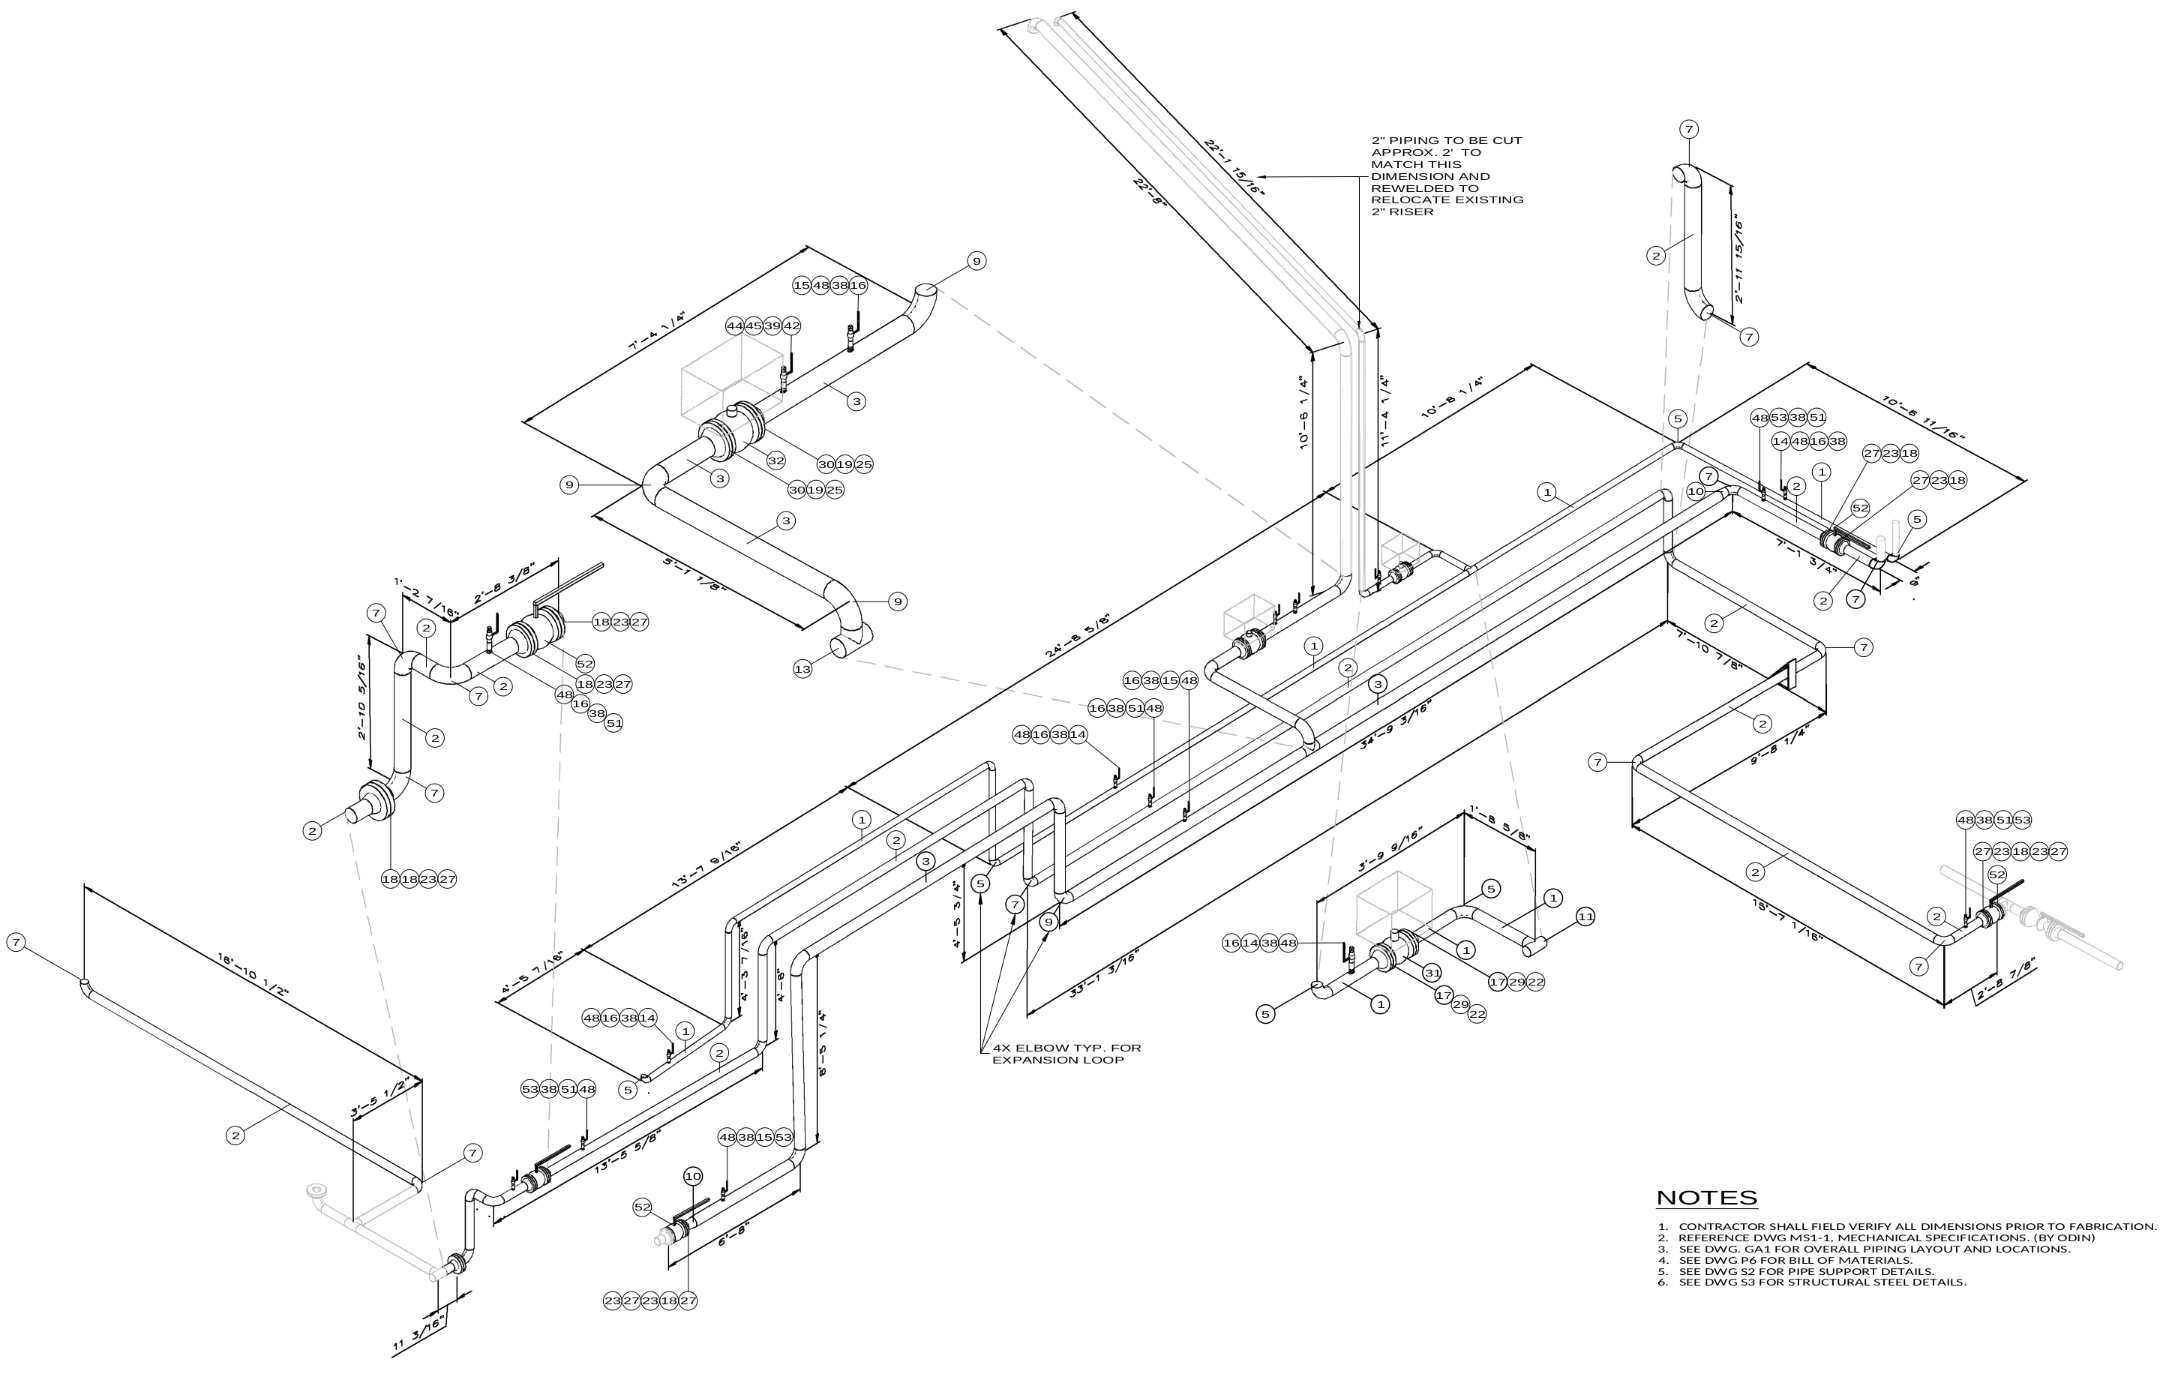 22'-1 15/16"
22'-8"
2" PIPING TO BE CUT
APPROX. 2' TO
MATCH THIS
DIMENSION AND
REWELDED TO
RELOCATE EXISTING
2" RISER
7
2
2'-11 15/16"
7
9
15 48 38 16
7'-4 1/4"
44 45 39 42
3
32
30 19 25
3
30 19 25
9
3
5'-1 1/8"
9
13
10'-6 1/4"
11'-4 1/4"
10'-8 1/4"
10'-6 11/16"
5
48 53 38 51
14 48 16 38
27 23 18
7
1
10
2
27 23 18
1
52
5
7'-1 3/4"
2
7
1'-2 7/16"
2'-8 3/8"
7
2
18 23 27
52
18 23 27
2
7
48
16
38
51
2'-10 5/16"
2
7
2
18 18 23 27
24'-8 5/8"
1
2
3
16 38 15 48
16 38 51 48
48 16 38 14
34'-9 3/16"
2
7
7'-10 7/8"
2
9'-8 1/4"
7
13'-7 9/16"
1
2
3
5
7
9
4'-5 3/4"
33'-1 3/16"
3'-9 9/16"
1'-8 5/8"
5
1
11
16 14 38 48
1
31
17 29 22
17
29
22
1
5
2
15'-7 1/16"
48 38 51 53
27 23 18 23 27
52
2
7
2'-8 7/8"
7
18'-10 1/2"
4'-5 7/16"
4'-3 7/16"
4'-8"
8'-5 1/4"
48 16 38 14
1
2
5
4X ELBOW TYP. FOR
EXPANSION LOOP
53 38 51 48
3'-5 1/2"
2
7
13'-5 5/8"
48 38 15 53
10
52
6'-8"
23 27 23 18 27
11 3/16"
NOTES
1. CONTRACTOR SHALL FIELD VERIFY ALL DIMENSIONS PRIOR TO FABRICATION.
2. REFERENCE DWG MS1-1, MECHANICAL SPECIFICATIONS. (BY ODIN)
3. SEE DWG. GA1 FOR OVERALL PIPING LAYOUT AND LOCATIONS.
4. SEE DWG P6 FOR BILL OF MATERIALS.
5. SEE DWG S2 FOR PIPE SUPPORT DETAILS.
6. SEE DWG S3 FOR STRUCTURAL STEEL DETAILS.